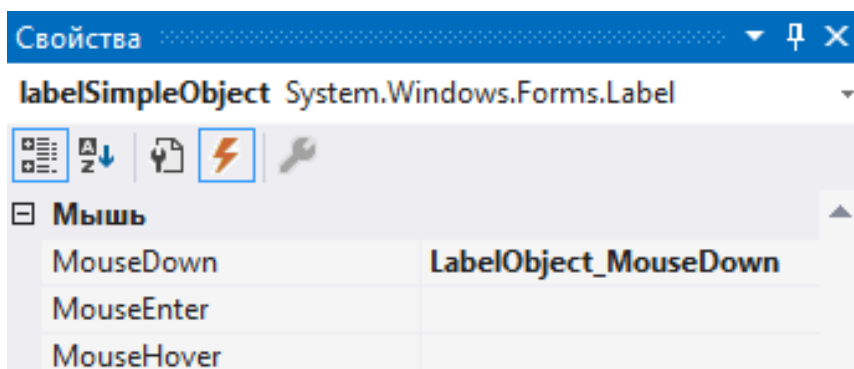 Свойства
labelSimpleObject System.Windows.Forms.Label
Мышь
MouseDown LabelObject_MouseDown
MouseEnter
MouseHover